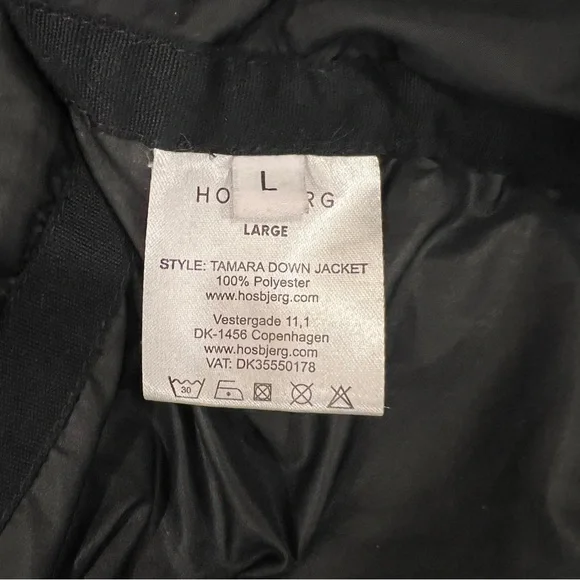 L
HOSBJERG
LARGE
STYLE: TAMARA DOWN JACKET
100% Polyester
www.hosbjerg.com
Vestergade 11,1
DK-1456 Copenhagen
www.hosbjerg.com
VAT: DK35550178
30